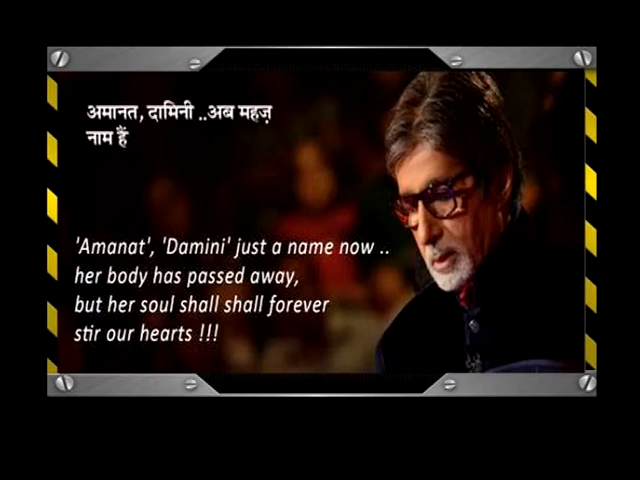 अमानत, दामिनी ..अब महज़
नाम हैं
'Amanat', 'Damini' just a name now ..
her body has passed away,
but her soul shall shall forever
stir our hearts !!!